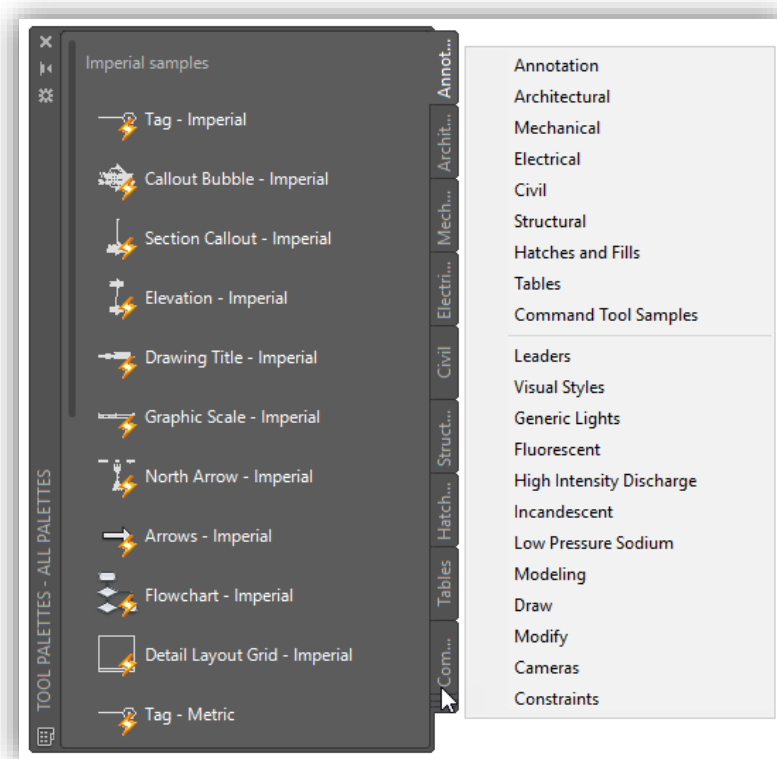 Imperial samples
Tag - Imperial
Callout Bubble - Imperial
Section Callout - Imperial
Elevation - Imperial
Drawing Title - Imperial
Graphic Scale - Imperial
North Arrow - Imperial
Arrows - Imperial
Flowchart - Imperial
Detail Layout Grid - Imperial
Tag - Metric
TOOL PALETTES - ALL PALETTES
Annot...
Archit...
Mech...
Electri...
Civil
Struct...
Hatch...
Tables
Com...
Annotation
Architectural
Mechanical
Electrical
Civil
Structural
Hatches and Fills
Tables
Command Tool Samples
Leaders
Visual Styles
Generic Lights
Fluorescent
High Intensity Discharge
Incandescent
Low Pressure Sodium
Modeling
Draw
Modify
Cameras
Constraints